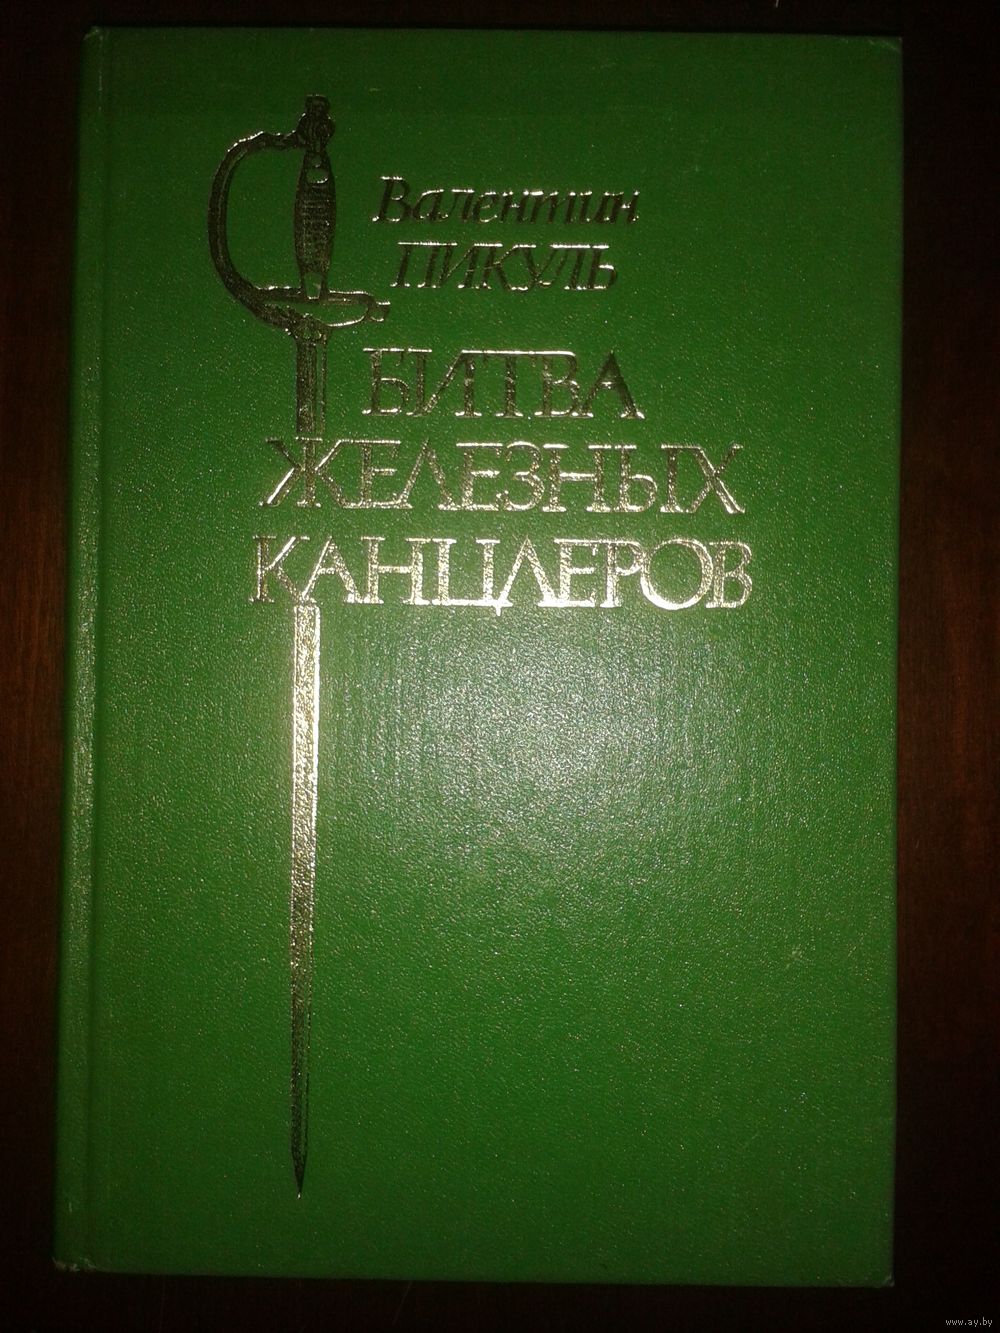 Валентин
ПИКУЛЬ
БИТВА
ЖЕЛЕЗНЫХ
КАНЦЛЕРОВ
www.ay.by